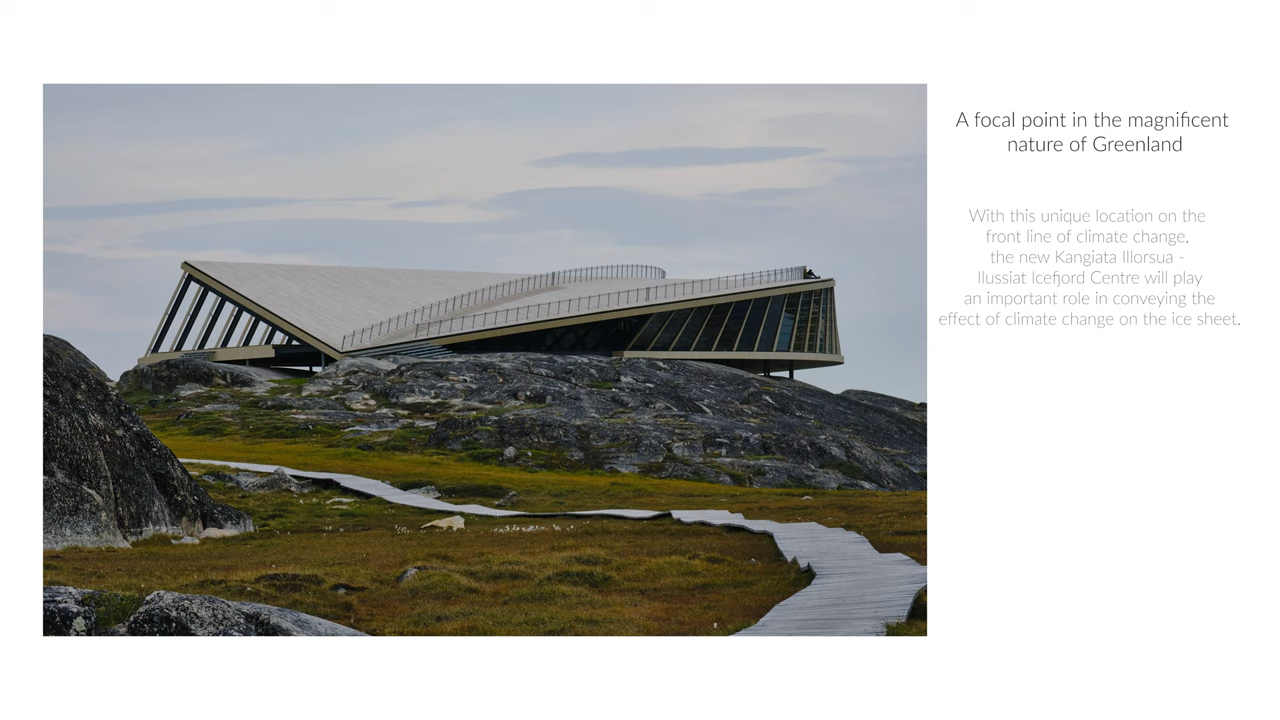 A focal point in the magnificent
nature of Greenland
With this unique location on the
front line of climate change,
the new Kangiata Illorsua -
Ilussiat Icefjord Centre will play
an important role in conveying the
effect of climate change on the ice sheet.